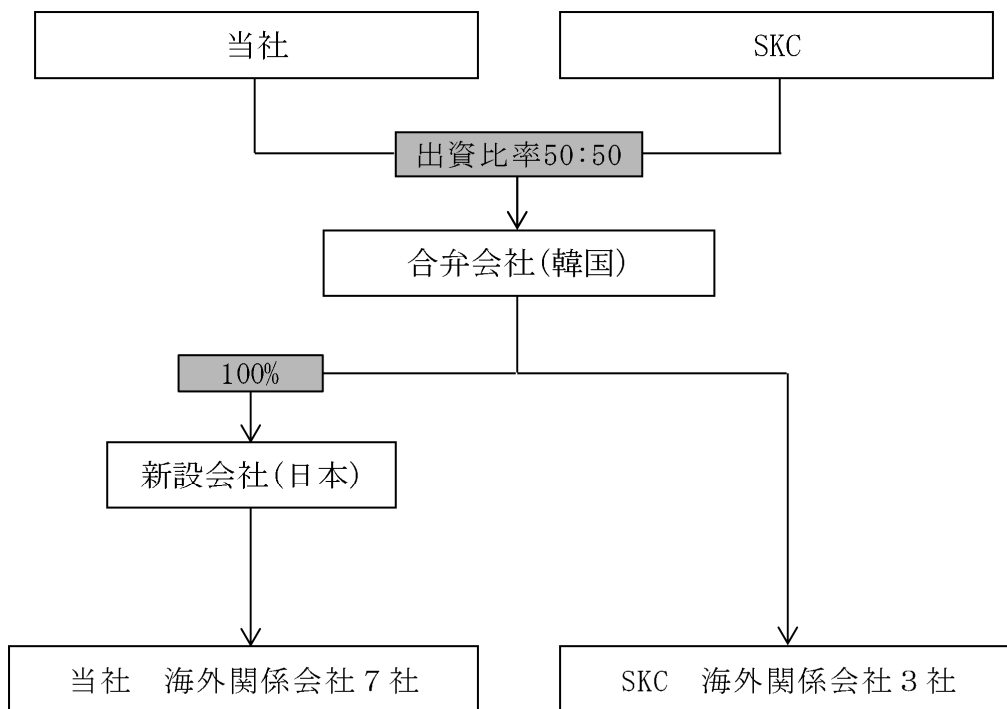 当社
SKC
出資比率50:50
合弁会社(韓国)
100%
新設会社(日本)
当社　海外関係会社７社
SKC　海外関係会社３社